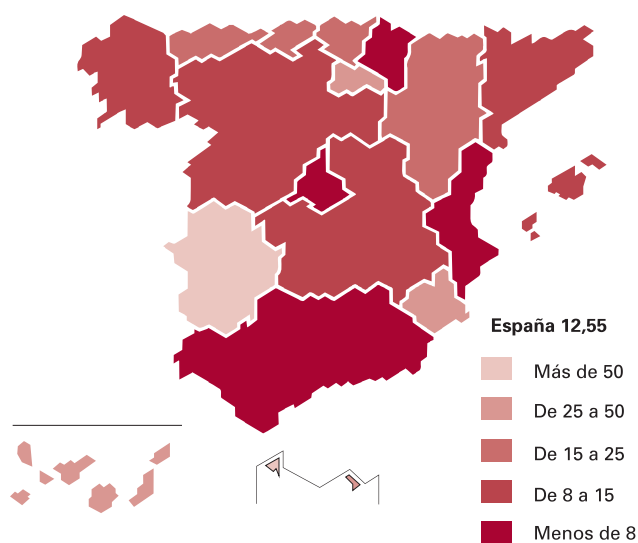 España 12,55
Más de 50
De 25 a 50
De 15 a 25
De 8 a 15
Menos de 8